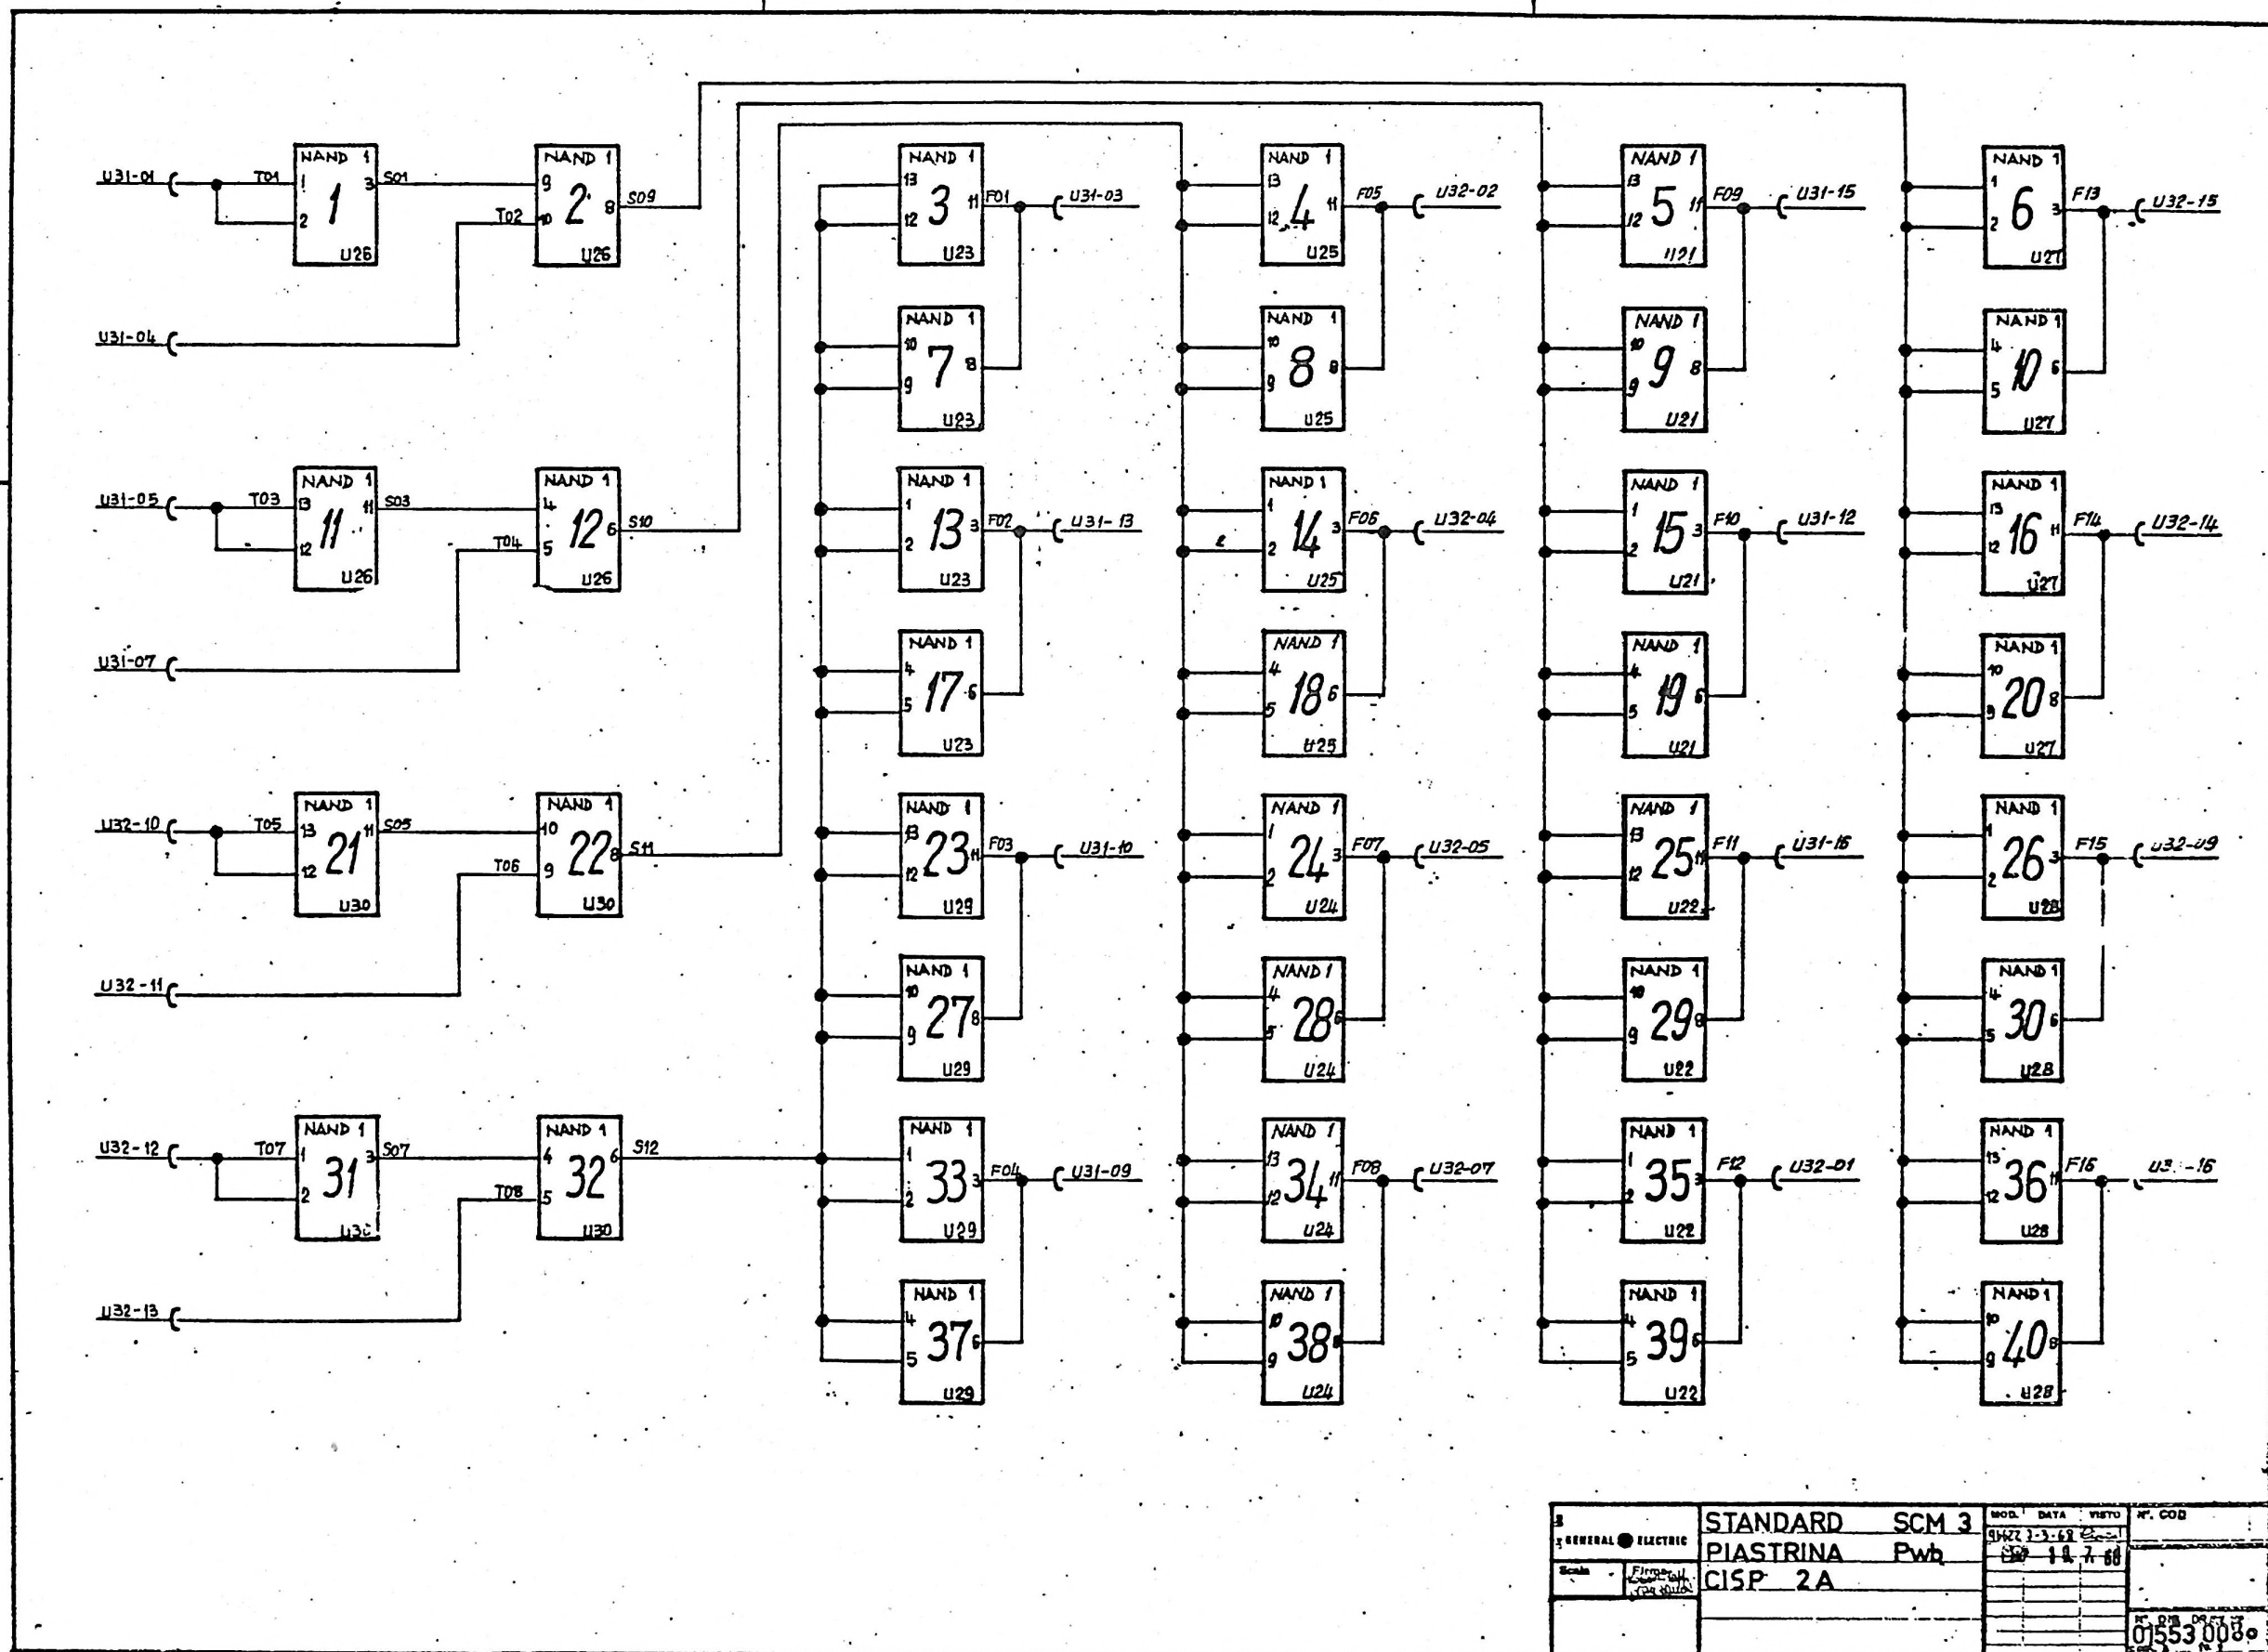 U31-01 T01 NAND 1 1 2 3 1 U26 S01
NAND 1 9 10 8 2 U26 T02 S09
U31-04
NAND 1 13 12 11 3 U23 F01 U31-03
NAND 1 13 12 11 4 U25 F05 U32-02
NAND 1 13 12 11 5 U21 F09 U31-15
NAND 1 1 2 3 6 U27 F13 U32-15
NAND 1 10 9 8 7 U23
NAND 1 10 9 8 8 U25
NAND 1 10 9 8 9 U21
NAND 1 4 5 6 10 U27
U31-05 T03 NAND 1 13 12 11 11 U26 S03
NAND 1 4 5 6 12 U26 T04 S10
U31-07
NAND 1 1 2 3 13 U23 F02 U31-13
NAND 1 1 2 3 14 U25 F06 U32-04
NAND 1 1 2 3 15 U21 F10 U31-12
NAND 1 13 12 11 16 U27 F14 U32-14
NAND 1 4 5 6 17 U23
NAND 1 4 5 6 18 U25
NAND 1 4 5 6 19 U21
NAND 1 10 9 8 20 U27
U32-10 T05 NAND 1 13 12 11 21 U30 S05
NAND 1 10 9 8 22 U30 T06 S11
U32-11
NAND 1 13 12 11 23 U29 F03 U31-10
NAND 1 1 2 3 24 U24 F07 U32-05
NAND 1 13 12 11 25 U22 F11 U31-16
NAND 1 1 2 3 26 U28 F15 U32-09
NAND 1 10 9 8 27 U29
NAND 1 4 5 6 28 U24
NAND 1 10 9 8 29 U22
NAND 1 4 5 6 30 U28
U32-12 T07 NAND 1 1 2 3 31 U30 S07
NAND 1 4 5 6 32 U30 T08 S12
U32-13
NAND 1 1 2 3 33 U29 F04 U31-09
NAND 1 13 12 11 34 U24 F08 U32-07
NAND 1 1 2 3 35 U22 F12 U32-01
NAND 1 13 12 11 36 U28 F16
NAND 1 4 5 6 37 U29
NAND 1 10 9 8 38 U24
NAND 1 4 5 6 39 U22
NAND 1 10 9 8 40 U28
GENERAL ELECTRIC
Scala Firma
STANDARD SCM 3
PIASTRINA Pwb
CISP 2A
MOD. DATA VISTO
3-3-68
N°. COD
01553